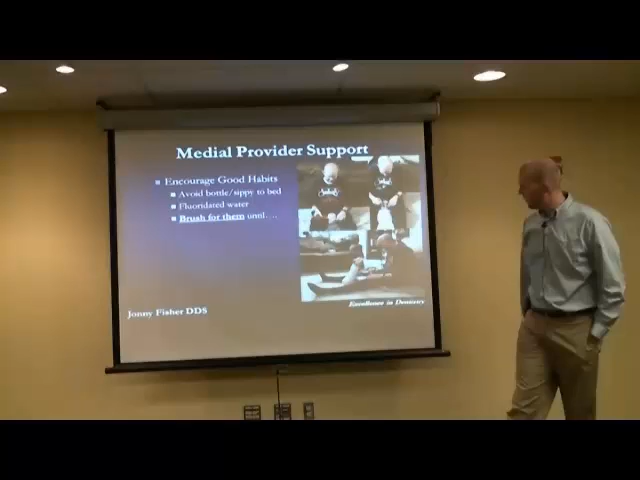 Medial Provider Support
Encourage Good Habits
Avoid bottle/sippy to bed
Fluoridated water
Brush for them until….
Jonny Fisher DDS
Excellence in Dentistry